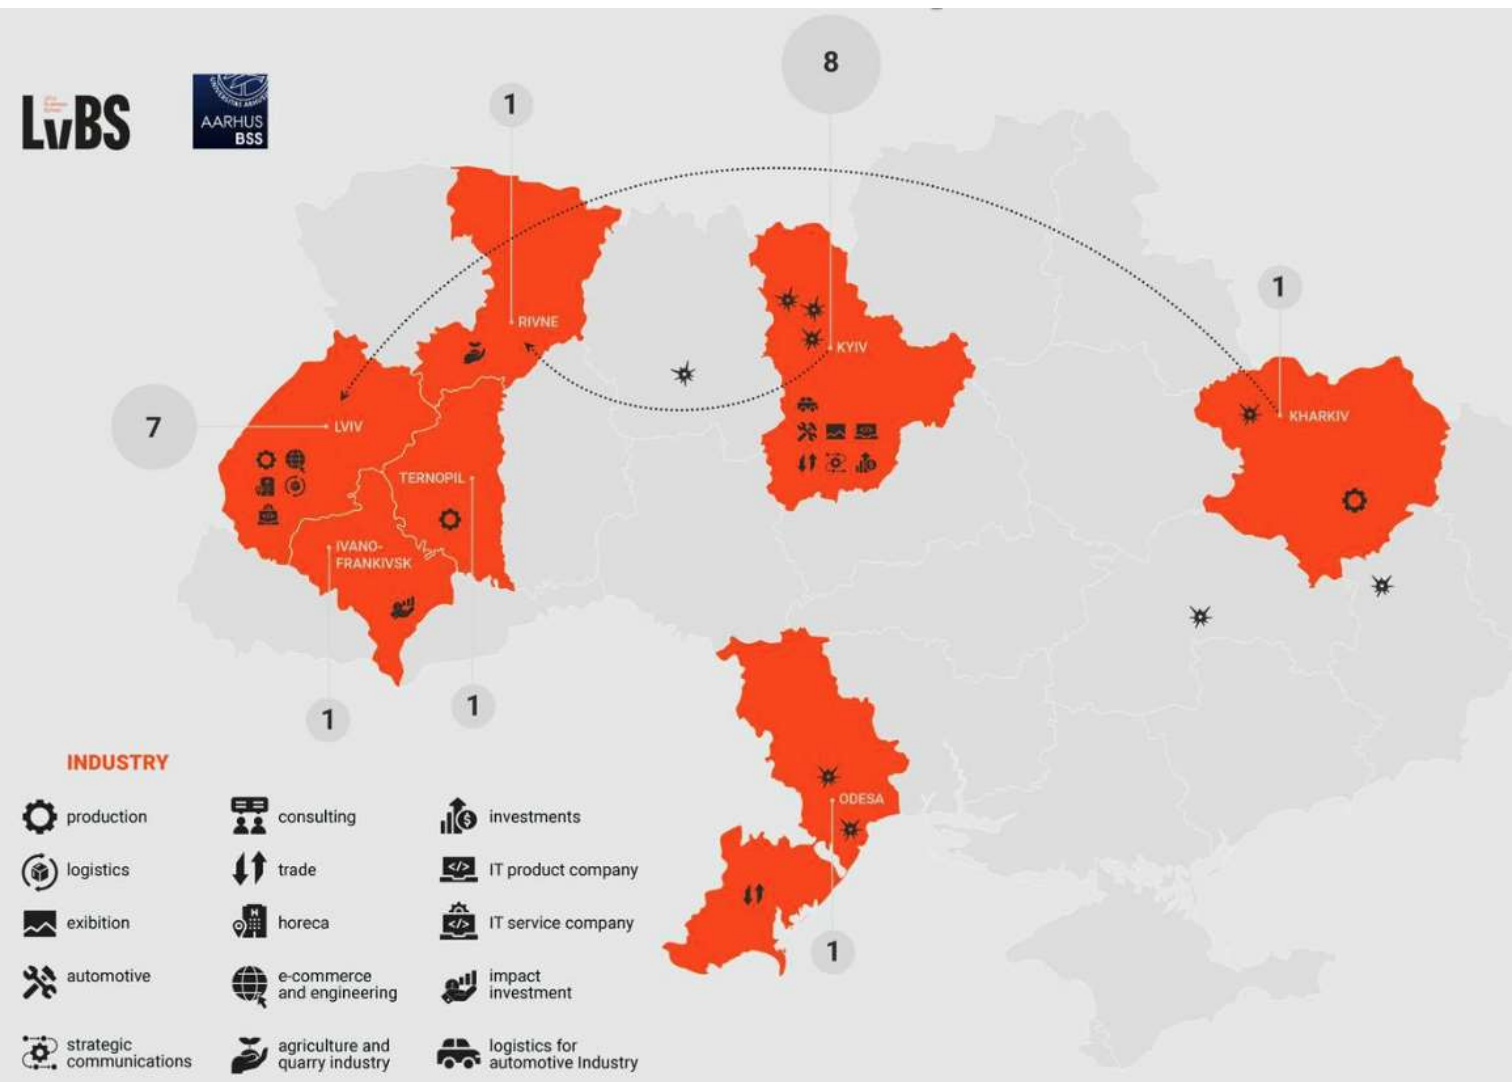 8
1
LvBS
AARHUS
BSS
1
RIVNE
KYIV
7
LVIV
KHARKIV
TERNOPIL
IVANO-
FRANKIVSK
1
1
ODESA
1
INDUSTRY
production
consulting
investments
logistics
trade
IT product company
exibition
horeca
IT service company
automotive
e-commerce
and engineering
impact
investment
strategic
communications
agriculture and
quarry industry
logistics for
automotive Industry